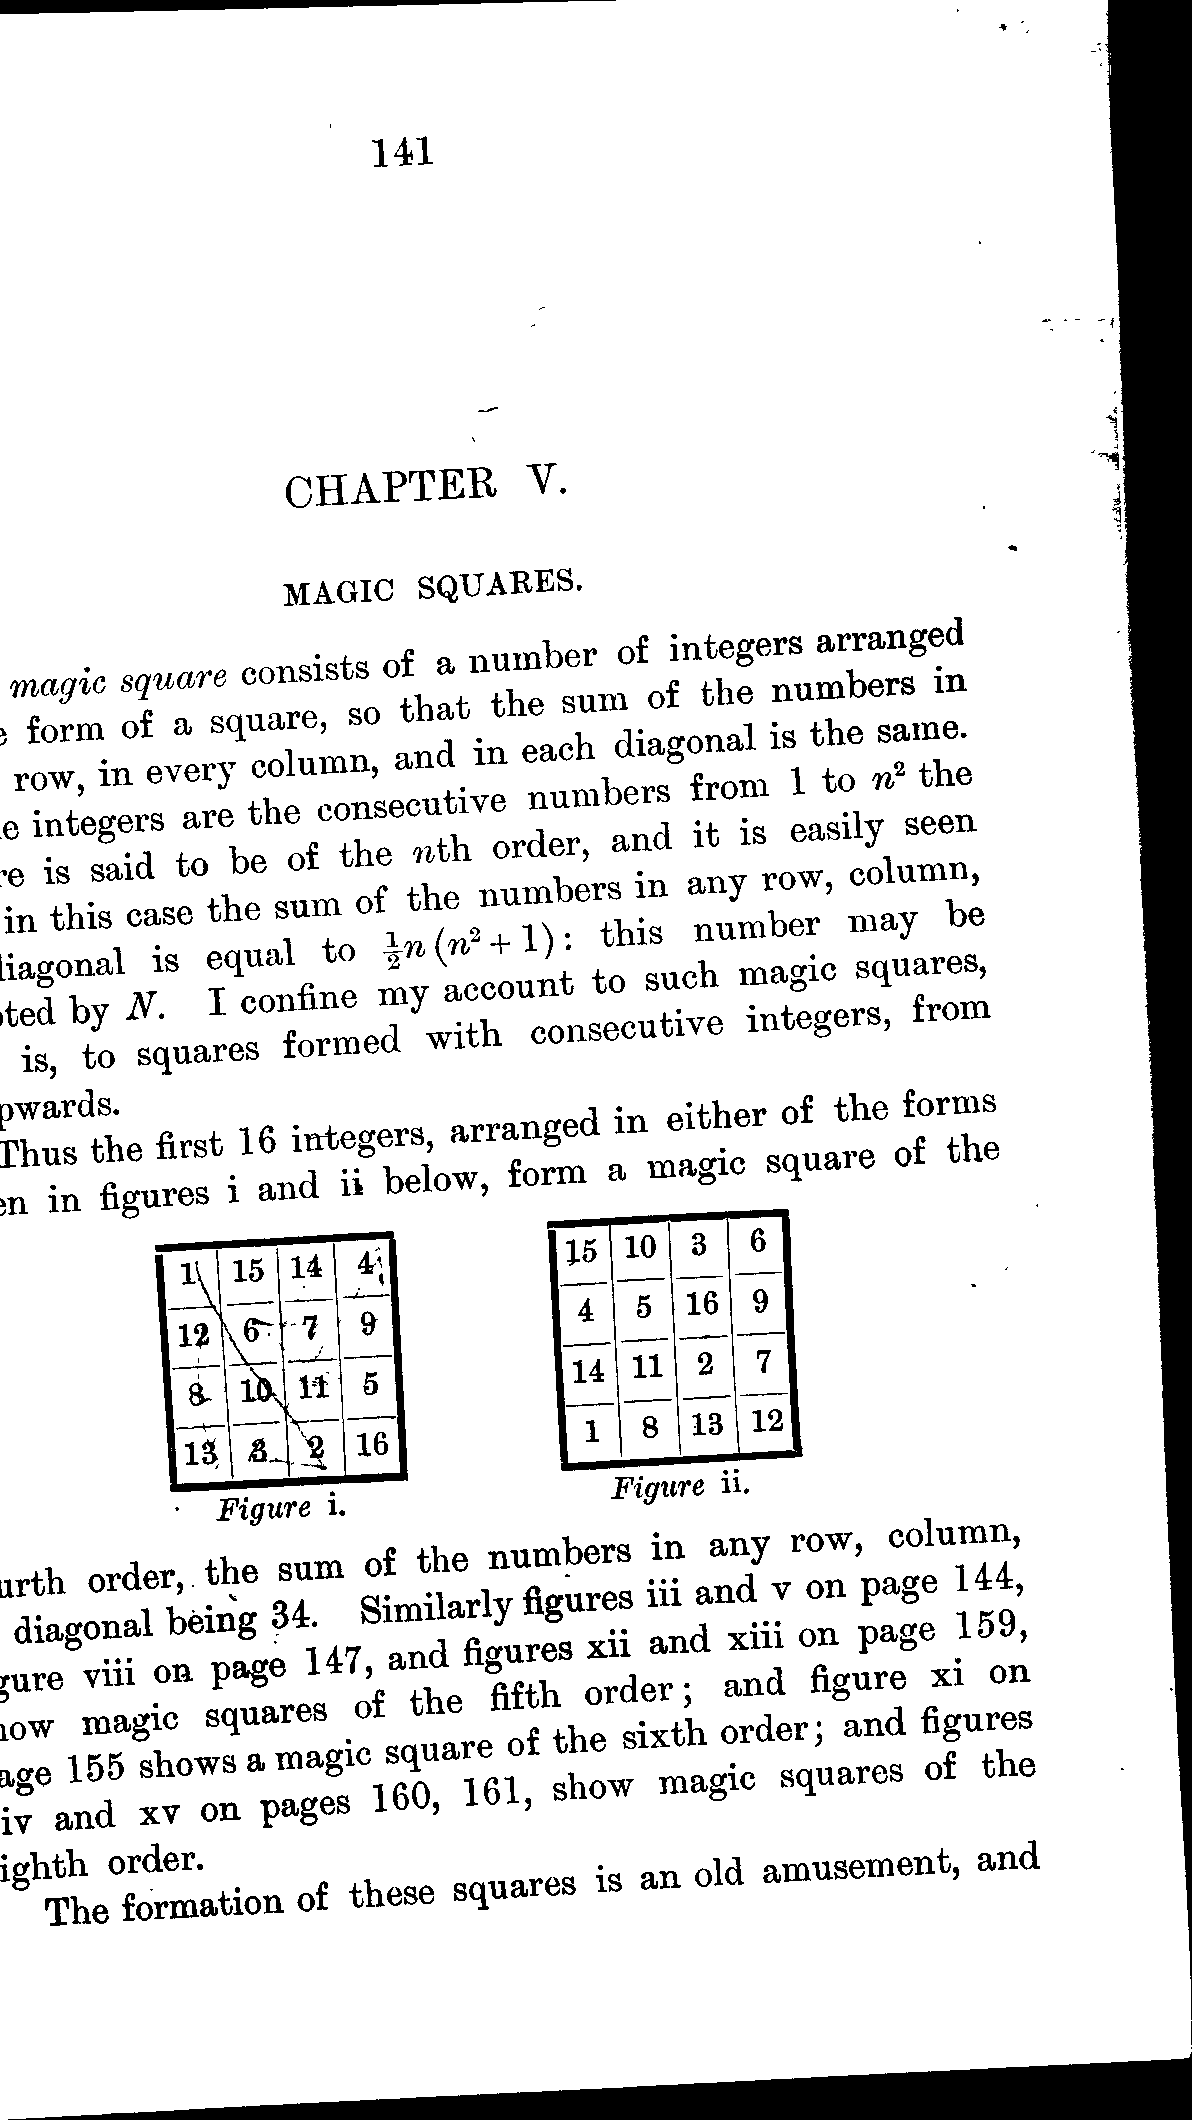 141
CHAPTER V.
MAGIC SQUARES.
magic square consists of a number of integers arranged
form of a square, so that the sum of the numbers in
row, in every column, and in each diagonal is the same.
integers are the consecutive numbers from 1 to n² the
is said to be of the nth order, and it is easily seen
in this case the sum of the numbers in any row, column,
diagonal is equal to ½n (n² + 1): this number may be
by N. I confine my account to such magic squares,
is, to squares formed with consecutive integers, from
pwards.
Thus the first 16 integers, arranged in either of the forms
en in figures i and ii below, form a magic square of the
1 15 14 4
12 6 7 9
8 10 11 5
13 3 2 16
Figure i.
15 10 3 6
4 5 16 9
14 11 2 7
1 8 13 12
Figure ii.
urth order, the sum of the numbers in any row, column,
diagonal being 34. Similarly figures iii and v on page 144,
gure viii on page 147, and figures xii and xiii on page 159,
how magic squares of the fifth order; and figure xi on
age 155 shows a magic square of the sixth order; and figures
iv and xv on pages 160, 161, show magic squares of the
ighth order.
The formation of these squares is an old amusement, and